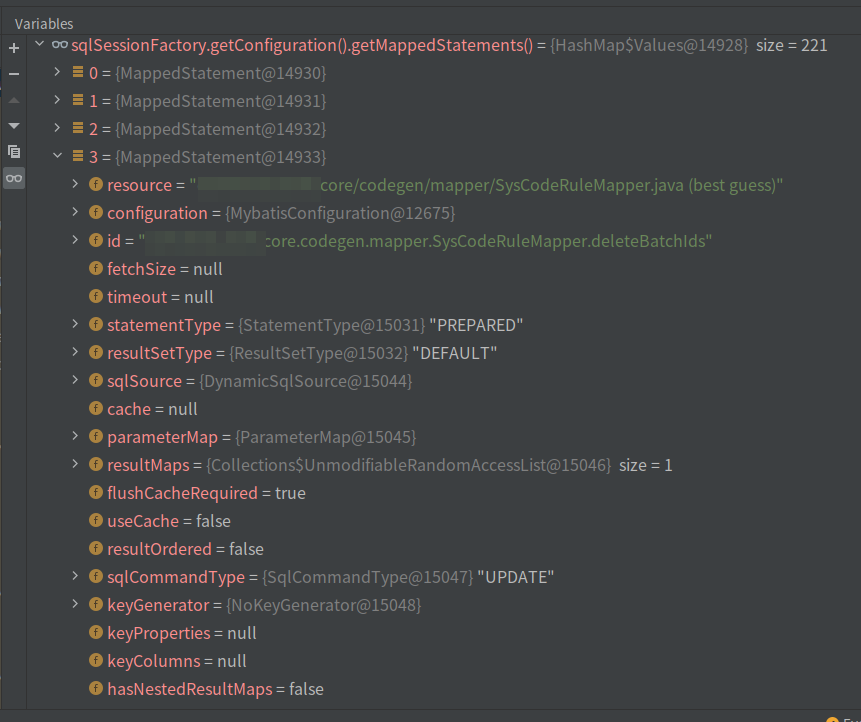 Variables
sqlSessionFactory.getConfiguration().getMappedStatements() = {HashMap$Values@14928} size = 221
0 = {MappedStatement@14930}
1 = {MappedStatement@14931}
2 = {MappedStatement@14932}
3 = {MappedStatement@14933}
resource = "core/codegen/mapper/SysCodeRuleMapper.java (best guess)"
configuration = {MybatisConfiguration@12675}
id = "core.codegen.mapper.SysCodeRuleMapper.deleteBatchIds"
fetchSize = null
timeout = null
statementType = {StatementType@15031} "PREPARED"
resultSetType = {ResultSetType@15032} "DEFAULT"
sqlSource = {DynamicSqlSource@15044}
cache = null
parameterMap = {ParameterMap@15045}
resultMaps = {Collections$UnmodifiableRandomAccessList@15046} size = 1
flushCacheRequired = true
useCache = false
resultOrdered = false
sqlCommandType = {SqlCommandType@15047} "UPDATE"
keyGenerator = {NoKeyGenerator@15048}
keyProperties = null
keyColumns = null
hasNestedResultMaps = false